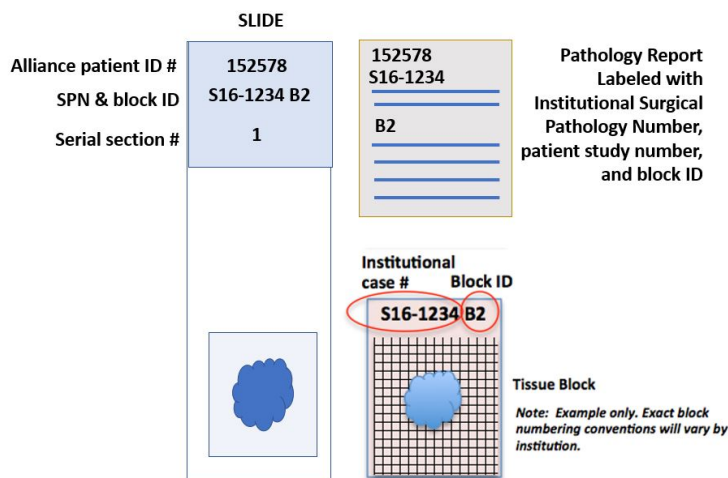 SLIDE
Alliance patient ID #
152578
SPN & block ID
S16-1234 B2
Serial section #
1
152578
S16-1234
B2
Pathology Report
Labeled with
Institutional Surgical
Pathology Number,
patient study number,
and block ID
Institutional
case #
Block ID
S16-1234 B2
Tissue Block
Note: Example only. Exact block
numbering conventions will vary by
institution.